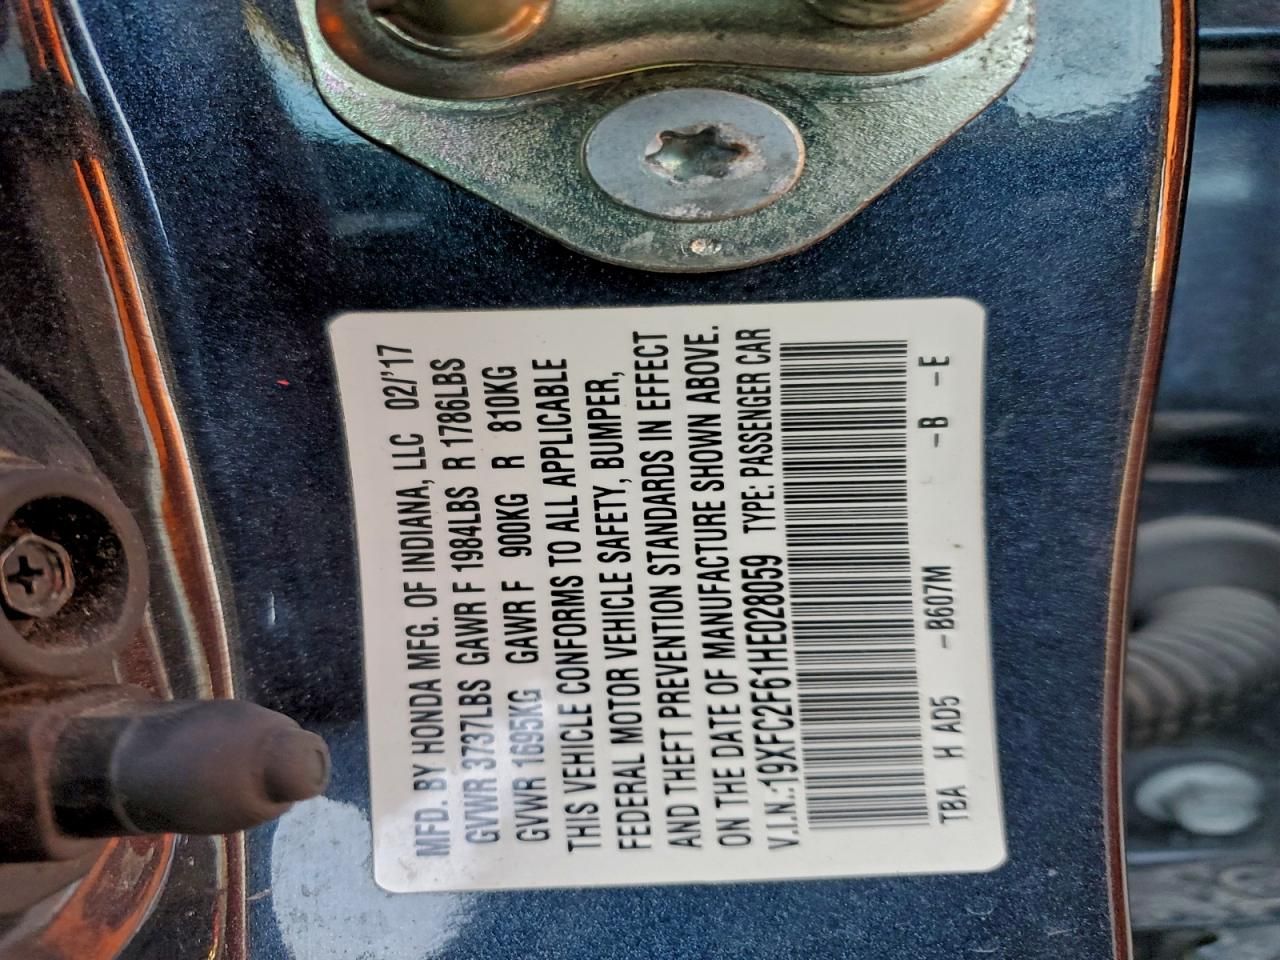 MFD. BY HONDA MFG. OF INDIANA, LLC 02/'17
GVWR 3737LBS GAWR F 1984LBS R 1786LBS
GVWR 1695KG GAWR F 900KG R 810KG
THIS VEHICLE CONFORMS TO ALL APPLICABLE
FEDERAL MOTOR VEHICLE SAFETY, BUMPER,
AND THEFT PREVENTION STANDARDS IN EFFECT
ON THE DATE OF MANUFACTURE SHOWN ABOVE.
V.I.N.:19XFC2F61HE028059 TYPE: PASSENGER CAR
TBA H AD5 -B607M -B -E